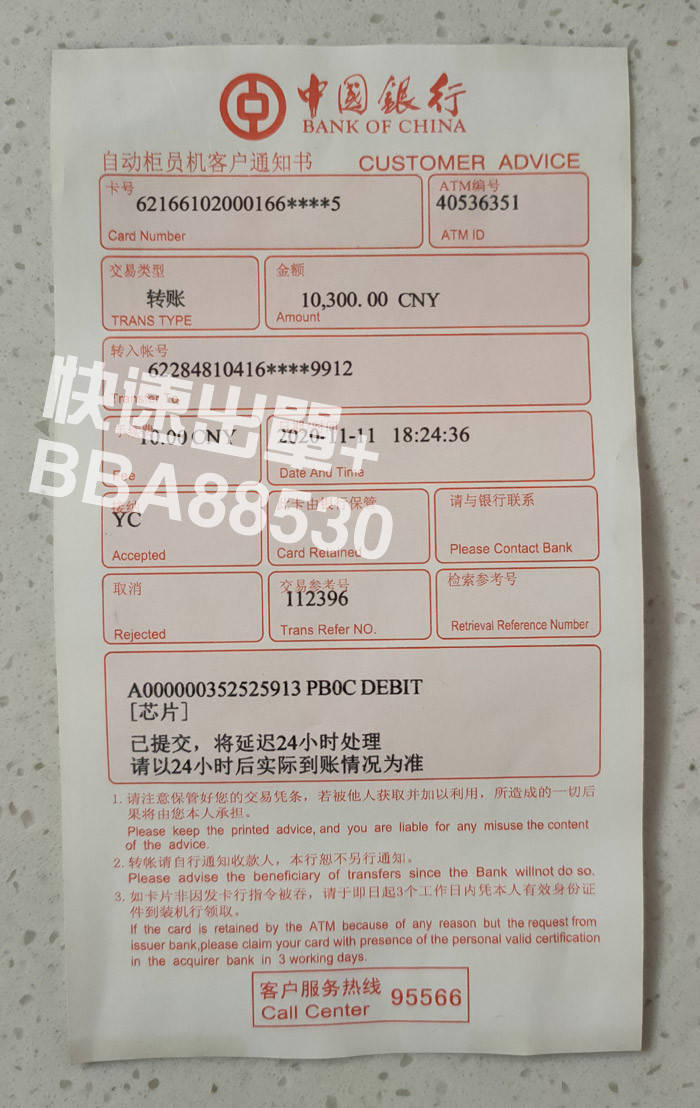 中國銀行
BANK OF CHINA
自动柜员机客户通知书 CUSTOMER ADVICE
卡号
62166102000166****5
Card Number
ATM编号
40536351
ATM ID
交易类型
转账
TRANS TYPE
金额
10,300.00 CNY
Amount
转入帐号
62284810416****9912
快速出單+
BBA88530
10.00 CNY
Fee
2020-11-11 18:24:36
Date And Time
YC
Accepted
此卡由银行保管
Card Retained
请与银行联系
Please Contact Bank
取消
Rejected
交易参考号
112396
Trans Refer NO.
检索参考号
Retrieval Reference Number
A000000352525913 PB0C DEBIT
[芯片]
已提交，将延迟24小时处理
请以24小时后实际到账情况为准
1. 请注意保管好您的交易凭条，若被他人获取并加以利用，所造成的一切后
果将由您本人承担。
Please keep the printed advice, and you are liable for any misuse the content
of the advice.
2. 转帐请自行通知收款人，本行恕不另行通知。
Please advise the beneficiary of transfers since the Bank willnot do so.
3. 如卡片非因发卡行指令被吞，请于即日起3个工作日内凭本人有效身份证
件到装机行领取。
If the card is retained by the ATM because of any reason but the request from
issuer bank,please claim your card with presence of the personal valid certification
in the acquirer bank in 3 working days.
客户服务热线 95566
Call Center